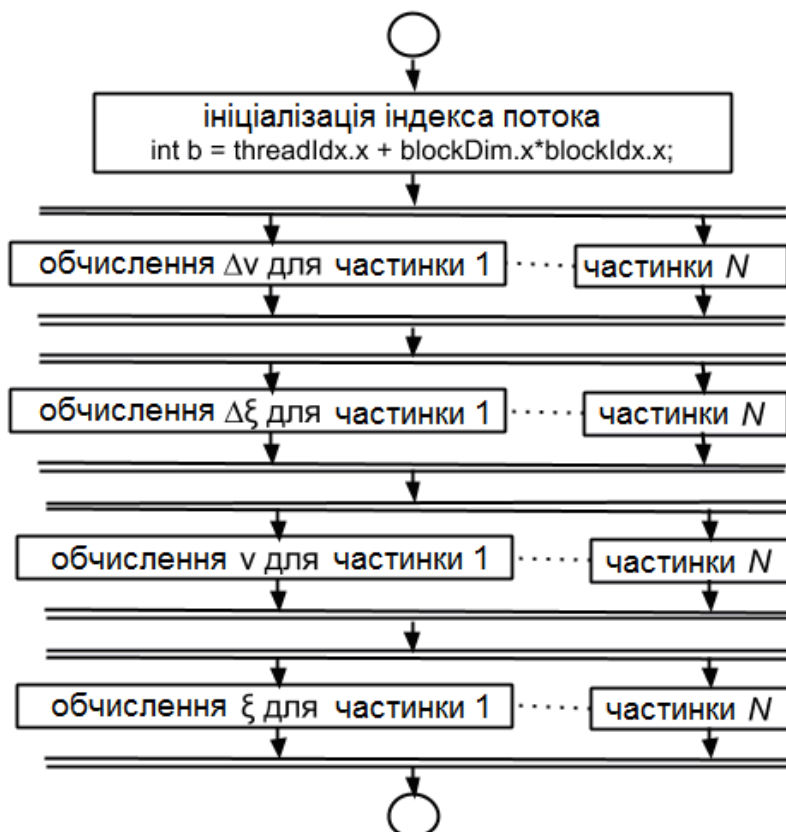 ініціалізація індекса потока
int b = threadIdx.x + blockDim.x*blockIdx.x;
обчислення Δv для частинки 1 частинки N
обчислення Δξ для частинки 1 частинки N
обчислення v для частинки 1 частинки N
обчислення ξ для частинки 1 частинки N